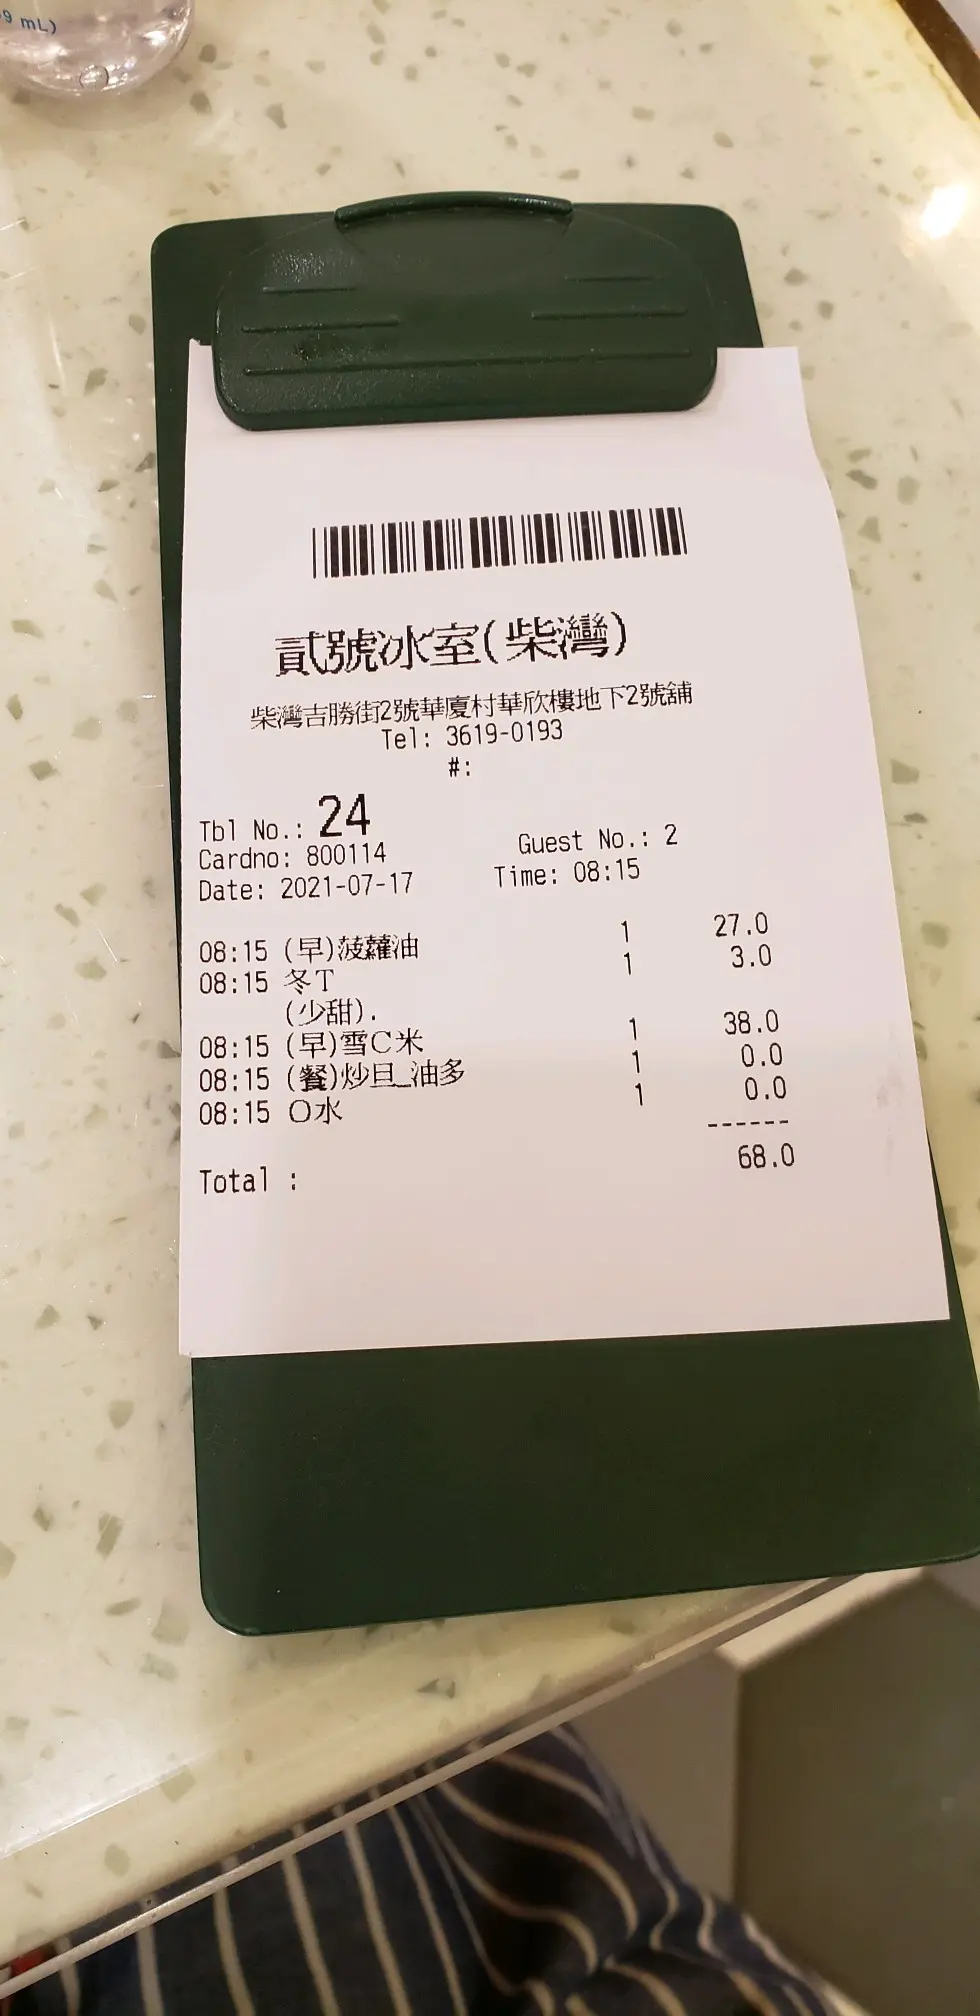 9 mL)
貳號冰室(柴灣)
柴灣吉勝街2號華廈村華欣樓地下2號舖
Tel: 3619-0193
#:
Tbl No.: 24 Guest No.: 2
Cardno: 800114
Date: 2021-07-17 Time: 08:15
08:15 (早)菠蘿油 1 27.0
08:15 冬T 1 3.0
(少甜).
08:15 (早)雪C米 1 38.0
08:15 (餐)炒旦_油多 1 0.0
08:15 O水 1 0.0
------
Total : 68.0